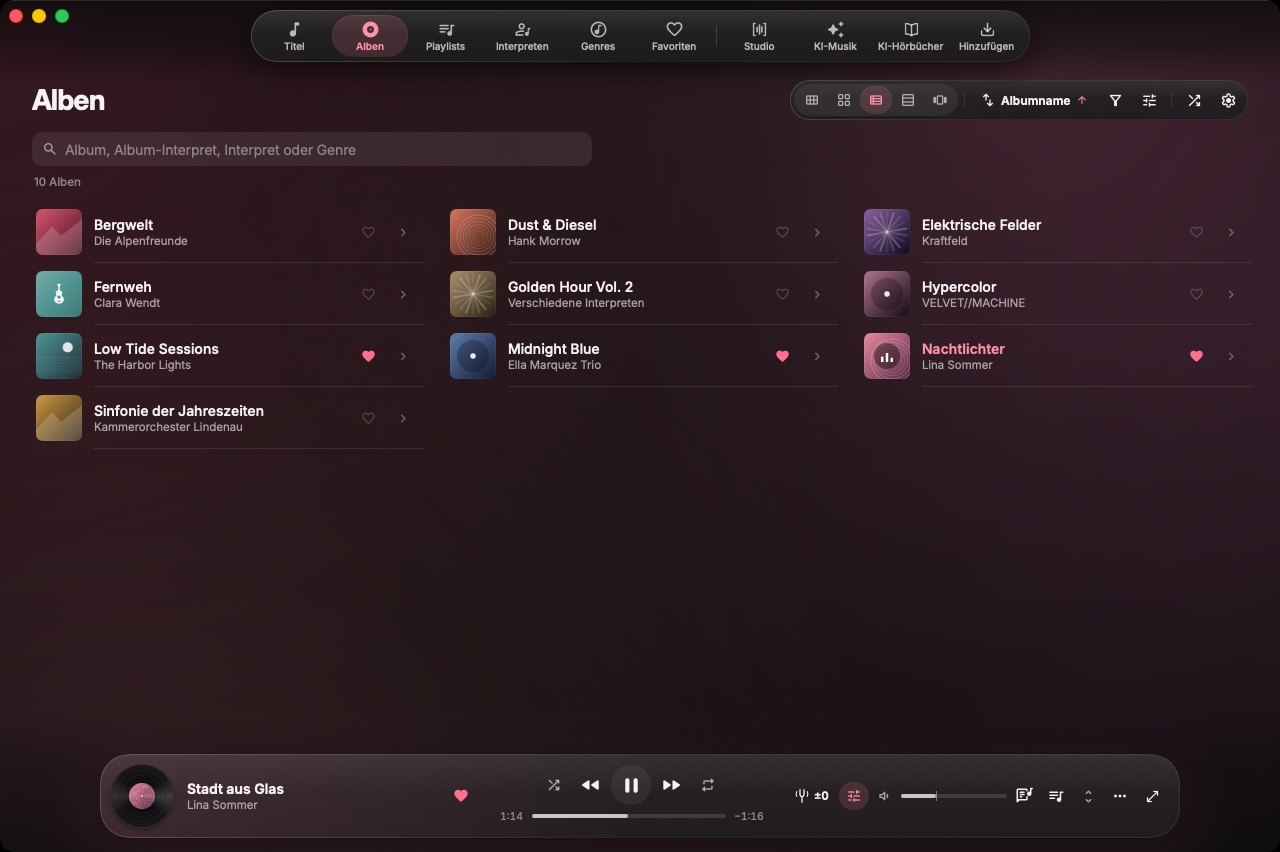 Titel
Alben
Playlists
Interpreten
Genres
Favoriten
Studio
KI-Musik
KI-Hörbücher
Hinzufügen
Alben
Albumname
Album, Album-Interpret, Interpret oder Genre
10 Alben
Bergwelt
Die Alpenfreunde
Dust & Diesel
Hank Morrow
Elektrische Felder
Kraftfeld
Fernweh
Clara Wendt
Golden Hour Vol. 2
Verschiedene Interpreten
Hypercolor
VELVET//MACHINE
Low Tide Sessions
The Harbor Lights
Midnight Blue
Ella Marquez Trio
Nachtlichter
Lina Sommer
Sinfonie der Jahreszeiten
Kammerorchester Lindenau
Stadt aus Glas
Lina Sommer
1:14
−1:16
±0